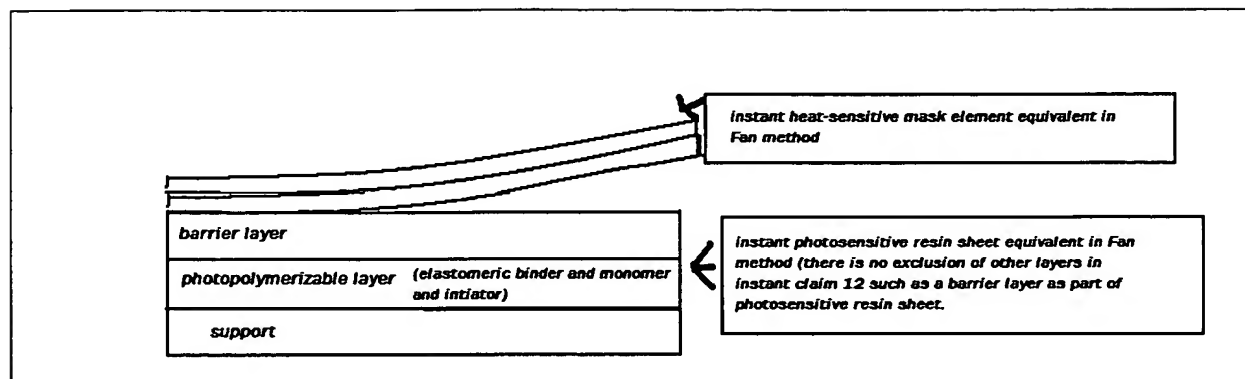 instant heat-sensitive mask element equivalent in
Fan method
barrier layer
photopolymerizable layer (elastomeric binder and monomer
and intiator)
support
instant photosensitive resin sheet equivalent in Fan
method (there is no exclusion of other layers in
instant claim 12 such as a barrier layer as part of
photosensitive resin sheet.